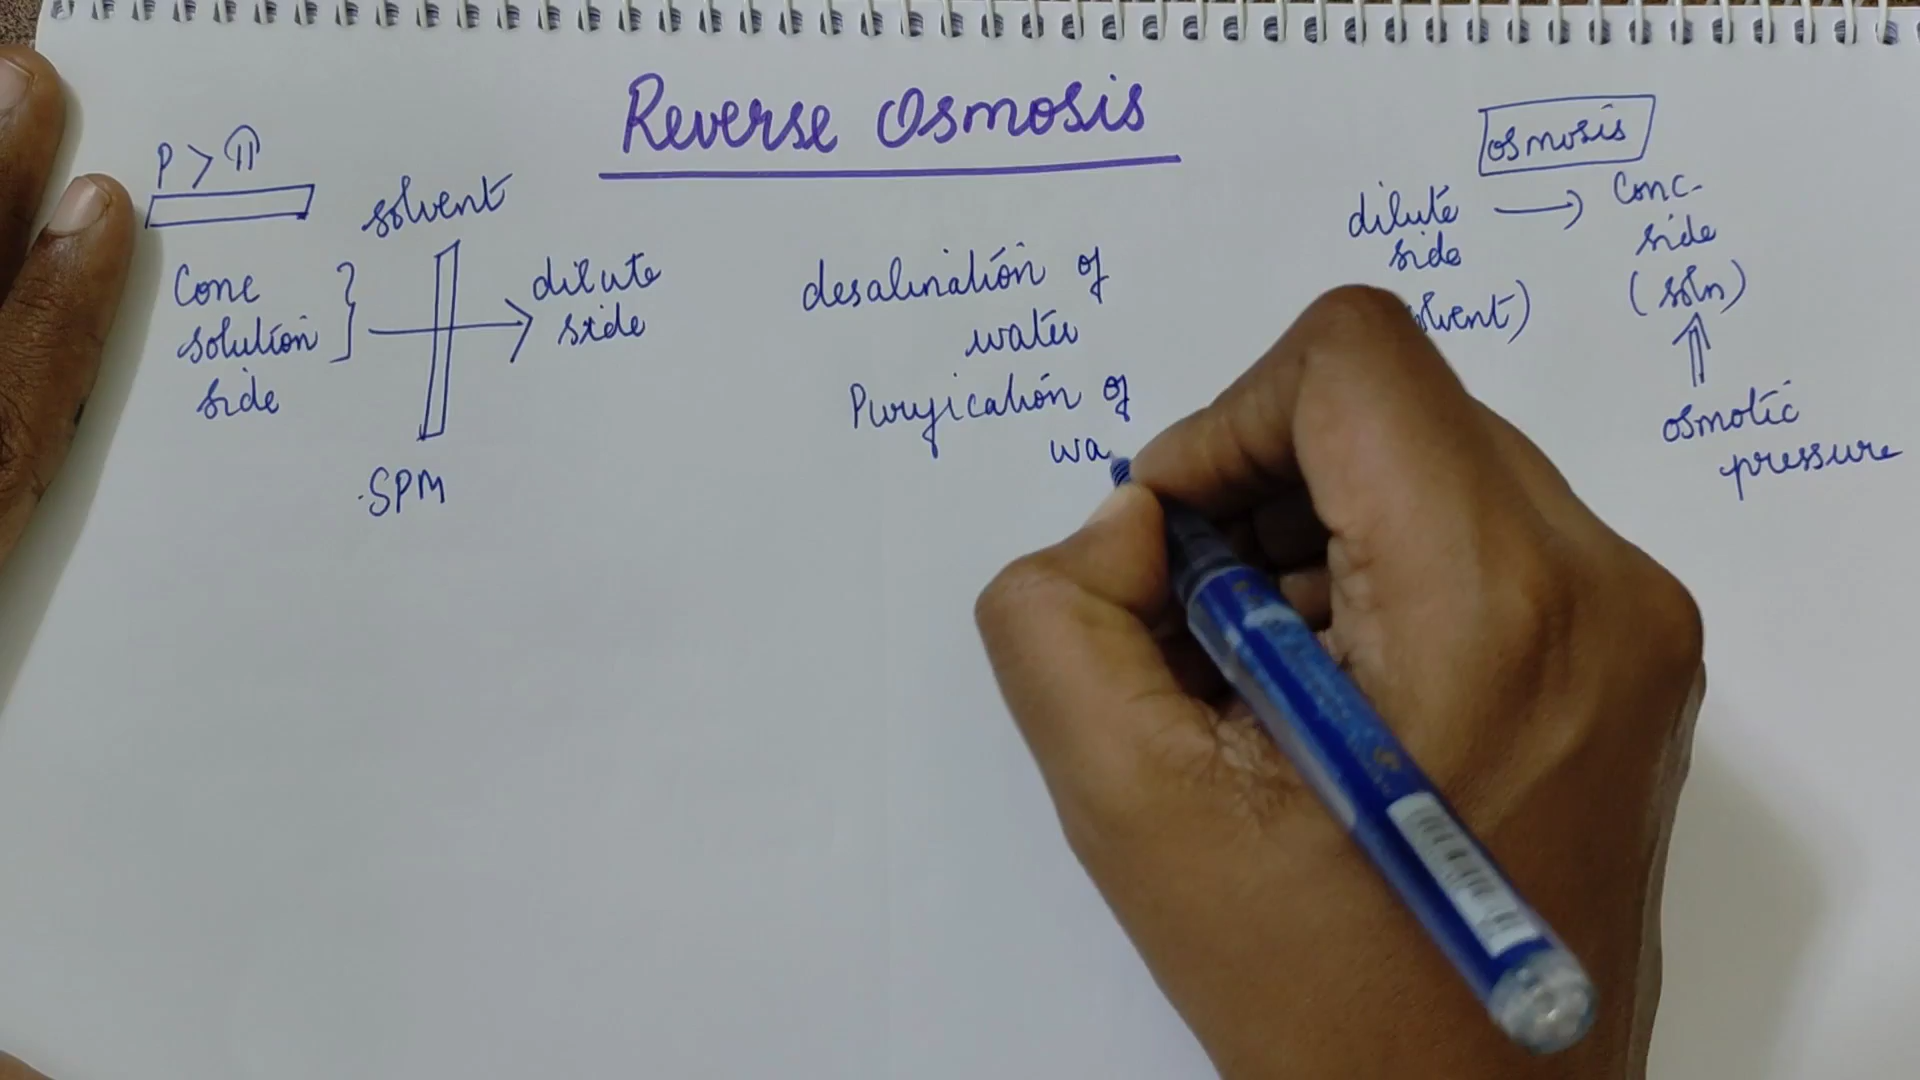 Reverse Osmosis
P > π
solvent
Conc
solution
side
dilute
side
SPM
desalination of
water
Puryication of
wa
osmosis
dilute
side
Conc-
side
(soln)
osmotic
pressure